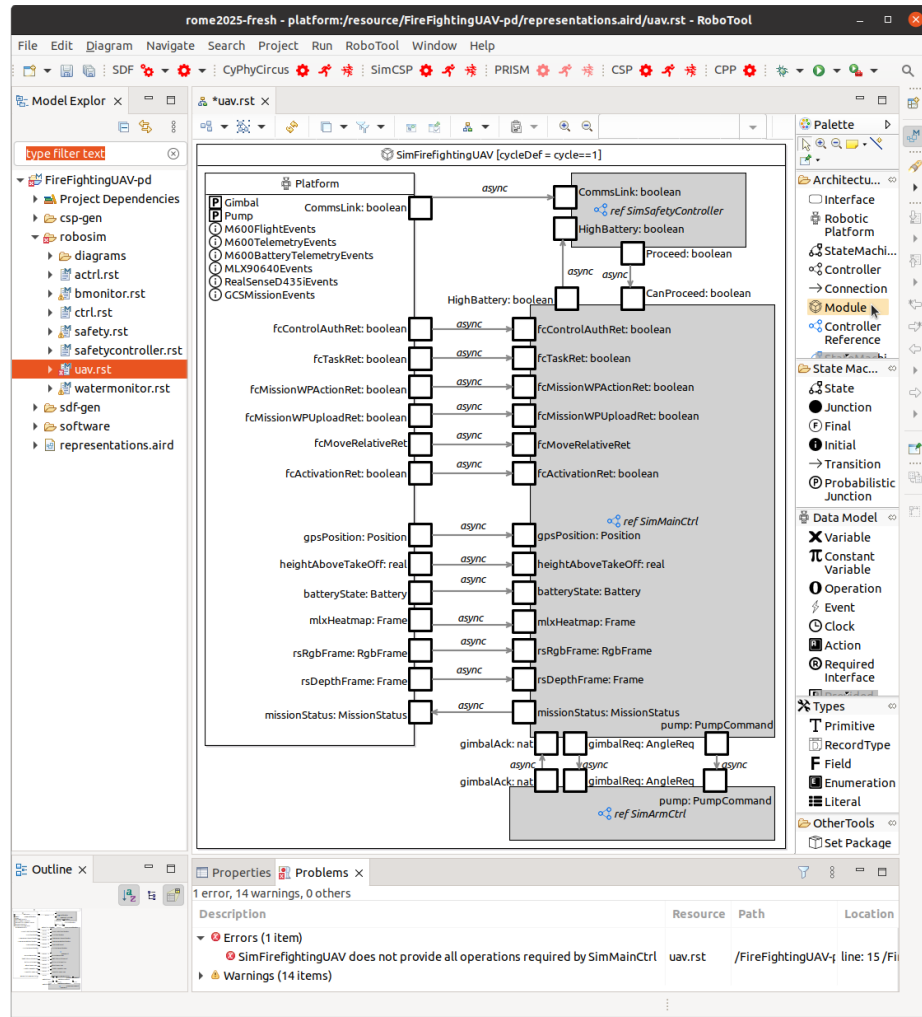 rome2025-fresh - platform:/resource/FireFightingUAV-pd/representations.aird/uav.rst - RoboTool
File Edit Diagram Navigate Search Project Run RoboTool Window Help
SDF CyPhyCircus SimCSP PRISM CSP CPP
Model Explor
type filter text
FireFightingUAV-pd
Project Dependencies
csp-gen
robosim
diagrams
actrl.rst
bmonitor.rst
ctrl.rst
safety.rst
safetycontroller.rst
uav.rst
watermonitor.rst
sdf-gen
software
representations.aird
*uav.rst
SimFirefightingUAV [cycleDef = cycle==1]
Platform
P Gimbal
P Pump
M600FlightEvents
M600TelemetryEvents
M600BatteryTelemetryEvents
MLX90640Events
RealSenseD435iEvents
GCSMissionEvents
CommsLink: boolean
async
CommsLink: boolean
ref SimSafetyController
HighBattery: boolean
Proceed: boolean
async async
HighBattery: boolean
CanProceed: boolean
fcControlAuthRet: boolean async fcControlAuthRet: boolean
fcTaskRet: boolean async fcTaskRet: boolean
fcMissionWPActionRet: boolean async fcMissionWPActionRet: boolean
fcMissionWPUploadRet: boolean async fcMissionWPUploadRet: boolean
fcMoveRelativeRet async fcMoveRelativeRet
fcActivationRet: boolean async fcActivationRet: boolean
ref SimMainCtrl
gpsPosition: Position async gpsPosition: Position
heightAboveTakeOff: real async heightAboveTakeOff: real
batteryState: Battery async batteryState: Battery
mlxHeatmap: Frame async mlxHeatmap: Frame
rsRgbFrame: RgbFrame async rsRgbFrame: RgbFrame
rsDepthFrame: Frame async rsDepthFrame: Frame
missionStatus: MissionStatus async missionStatus: MissionStatus
pump: PumpCommand
gimbalAck: nat gimbalReq: AngleReq
async async async
gimbalAck: nat gimbalReq: AngleReq
pump: PumpCommand
ref SimArmCtrl
Palette
Architectu...
Interface
Robotic
Platform
StateMachi...
Controller
Connection
Module
Controller
Reference
State Mac...
State
Junction
F Final
i Initial
Transition
P Probabilistic
Junction
Data Model
Variable
Constant
Variable
Operation
Event
Clock
Action
R Required
Interface
Types
Primitive
RecordType
Field
Enumeration
Literal
OtherTools
Set Package
Outline
Properties Problems
1 error, 14 warnings, 0 others
Description Resource Path Location
Errors (1 item)
SimFirefightingUAV does not provide all operations required by SimMainCtrl uav.rst /FireFightingUAV-p line: 15 /Fi
Warnings (14 items)